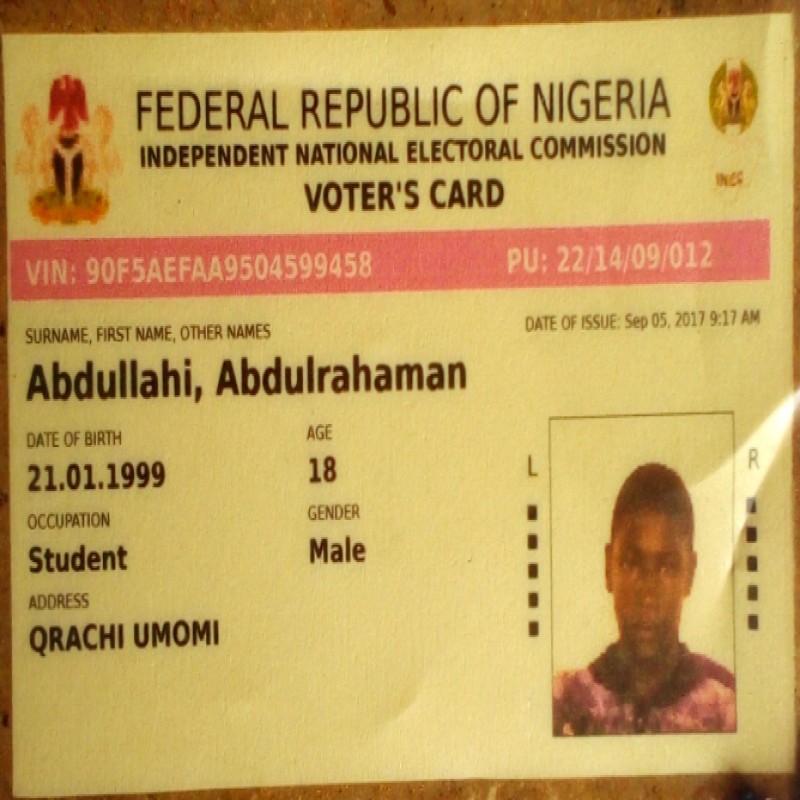 FEDERAL REPUBLIC OF NIGERIA
INDEPENDENT NATIONAL ELECTORAL COMMISSION
VOTER'S CARD
INEC
VIN: 90F5AEFAA9504599458 PU: 22/14/09/012
SURNAME, FIRST NAME, OTHER NAMES
DATE OF ISSUE: Sep 05, 2017 9:17 AM
Abdullahi, Abdulrahaman
DATE OF BIRTH AGE
21.01.1999 18
OCCUPATION GENDER
Student Male
ADDRESS
QRACHI UMOMI
L R